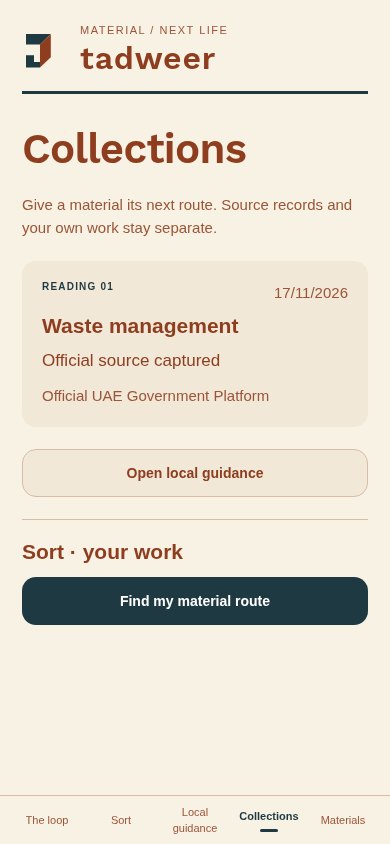 MATERIAL / NEXT LIFE
tadweer
Collections
Give a material its next route. Source records and
your own work stay separate.
READING 01
17/11/2026
Waste management
Official source captured
Official UAE Government Platform
Open local guidance
Sort · your work
Find my material route
The loop
Sort
Local
guidance
Collections
Materials